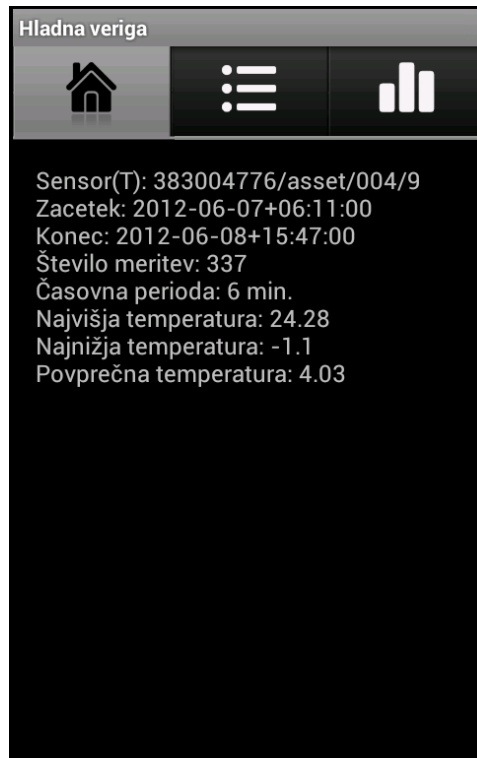 Hladna veriga
Sensor(T): 383004776/asset/004/9
Zacetek: 2012-06-07+06:11:00
Konec: 2012-06-08+15:47:00
Število meritev: 337
Časovna perioda: 6 min.
Najvišja temperatura: 24.28
Najnižja temperatura: -1.1
Povprečna temperatura: 4.03